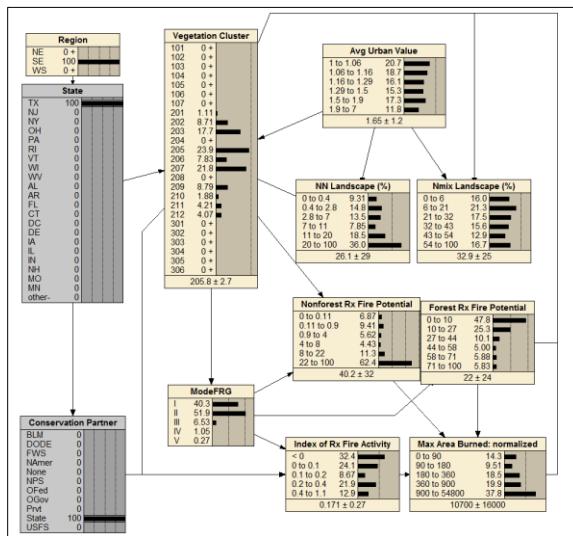 Region
NE 0 +
SE 100
WS 0 +
State
TX 100
NJ 0
NY 0
OH 0
PA 0
RI 0
VT 0
WI 0
WV 0
AL 0
AR 0
FL 0
CT 0
DC 0
DE 0
IA 0
IL 0
IN 0
NH 0
MO 0
MN 0
other- 0
Conservation Partner
BLM 0
DODE 0
FWS 0
NAmer 0
None 0
NPS 0
OFed 0
OGov 0
Prvt 0
State 100
USFS 0
Vegetation Cluster
101 0 +
102 0 +
103 0 +
104 0 +
105 0 +
106 0 +
107 0 +
201 1.11
202 8.71
203 17.7
204 0 +
205 23.9
206 7.83
207 21.8
208 0 +
209 8.79
210 1.88
211 4.21
212 4.07
301 0 +
302 0 +
303 0 +
304 0 +
305 0 +
306 0 +
205.8 ± 2.7
ModeFRG
I 40.3
II 51.9
III 6.53
IV 1.05
V 0.27
Avg Urban Value
1 to 1.06 20.7
1.06 to 1.16 18.7
1.16 to 1.29 16.1
1.29 to 1.5 15.3
1.5 to 1.9 17.3
1.9 to 7 11.8
1.65 ± 1.2
NN Landscape (%)
0 to 0.4 9.31
0.4 to 2.8 14.8
2.8 to 7 13.5
7 to 11 7.85
11 to 20 18.5
20 to 100 36.0
26.1 ± 29
Nmix Landscape (%)
0 to 6 16.0
6 to 21 21.3
21 to 32 17.5
32 to 43 15.6
43 to 54 12.9
54 to 100 16.7
32.9 ± 25
Nonforest Rx Fire Potential
0 to 0.11 6.87
0.11 to 0.9 9.41
0.9 to 4 5.62
4 to 8 4.43
8 to 22 11.3
22 to 100 62.4
40.2 ± 32
Forest Rx Fire Potential
0 to 10 47.8
10 to 27 25.3
27 to 44 10.1
44 to 58 5.00
58 to 71 5.88
71 to 100 5.83
22 ± 24
Index of Rx Fire Activity
< 0 32.4
0 to 0.1 24.1
0.1 to 0.2 8.67
0.2 to 0.4 21.9
0.4 to 1.1 12.9
0.171 ± 0.27
Max Area Burned: normalized
0 to 90 14.3
90 to 180 9.51
180 to 360 18.5
360 to 900 19.9
900 to 54800 37.8
10700 ± 16000